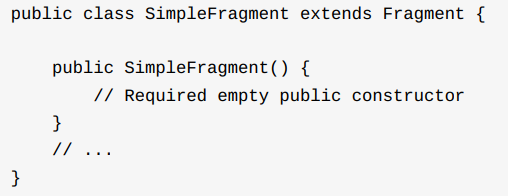 public class SimpleFragment extends Fragment {
    public SimpleFragment() {
        // Required empty public constructor
    }
    // ...
}